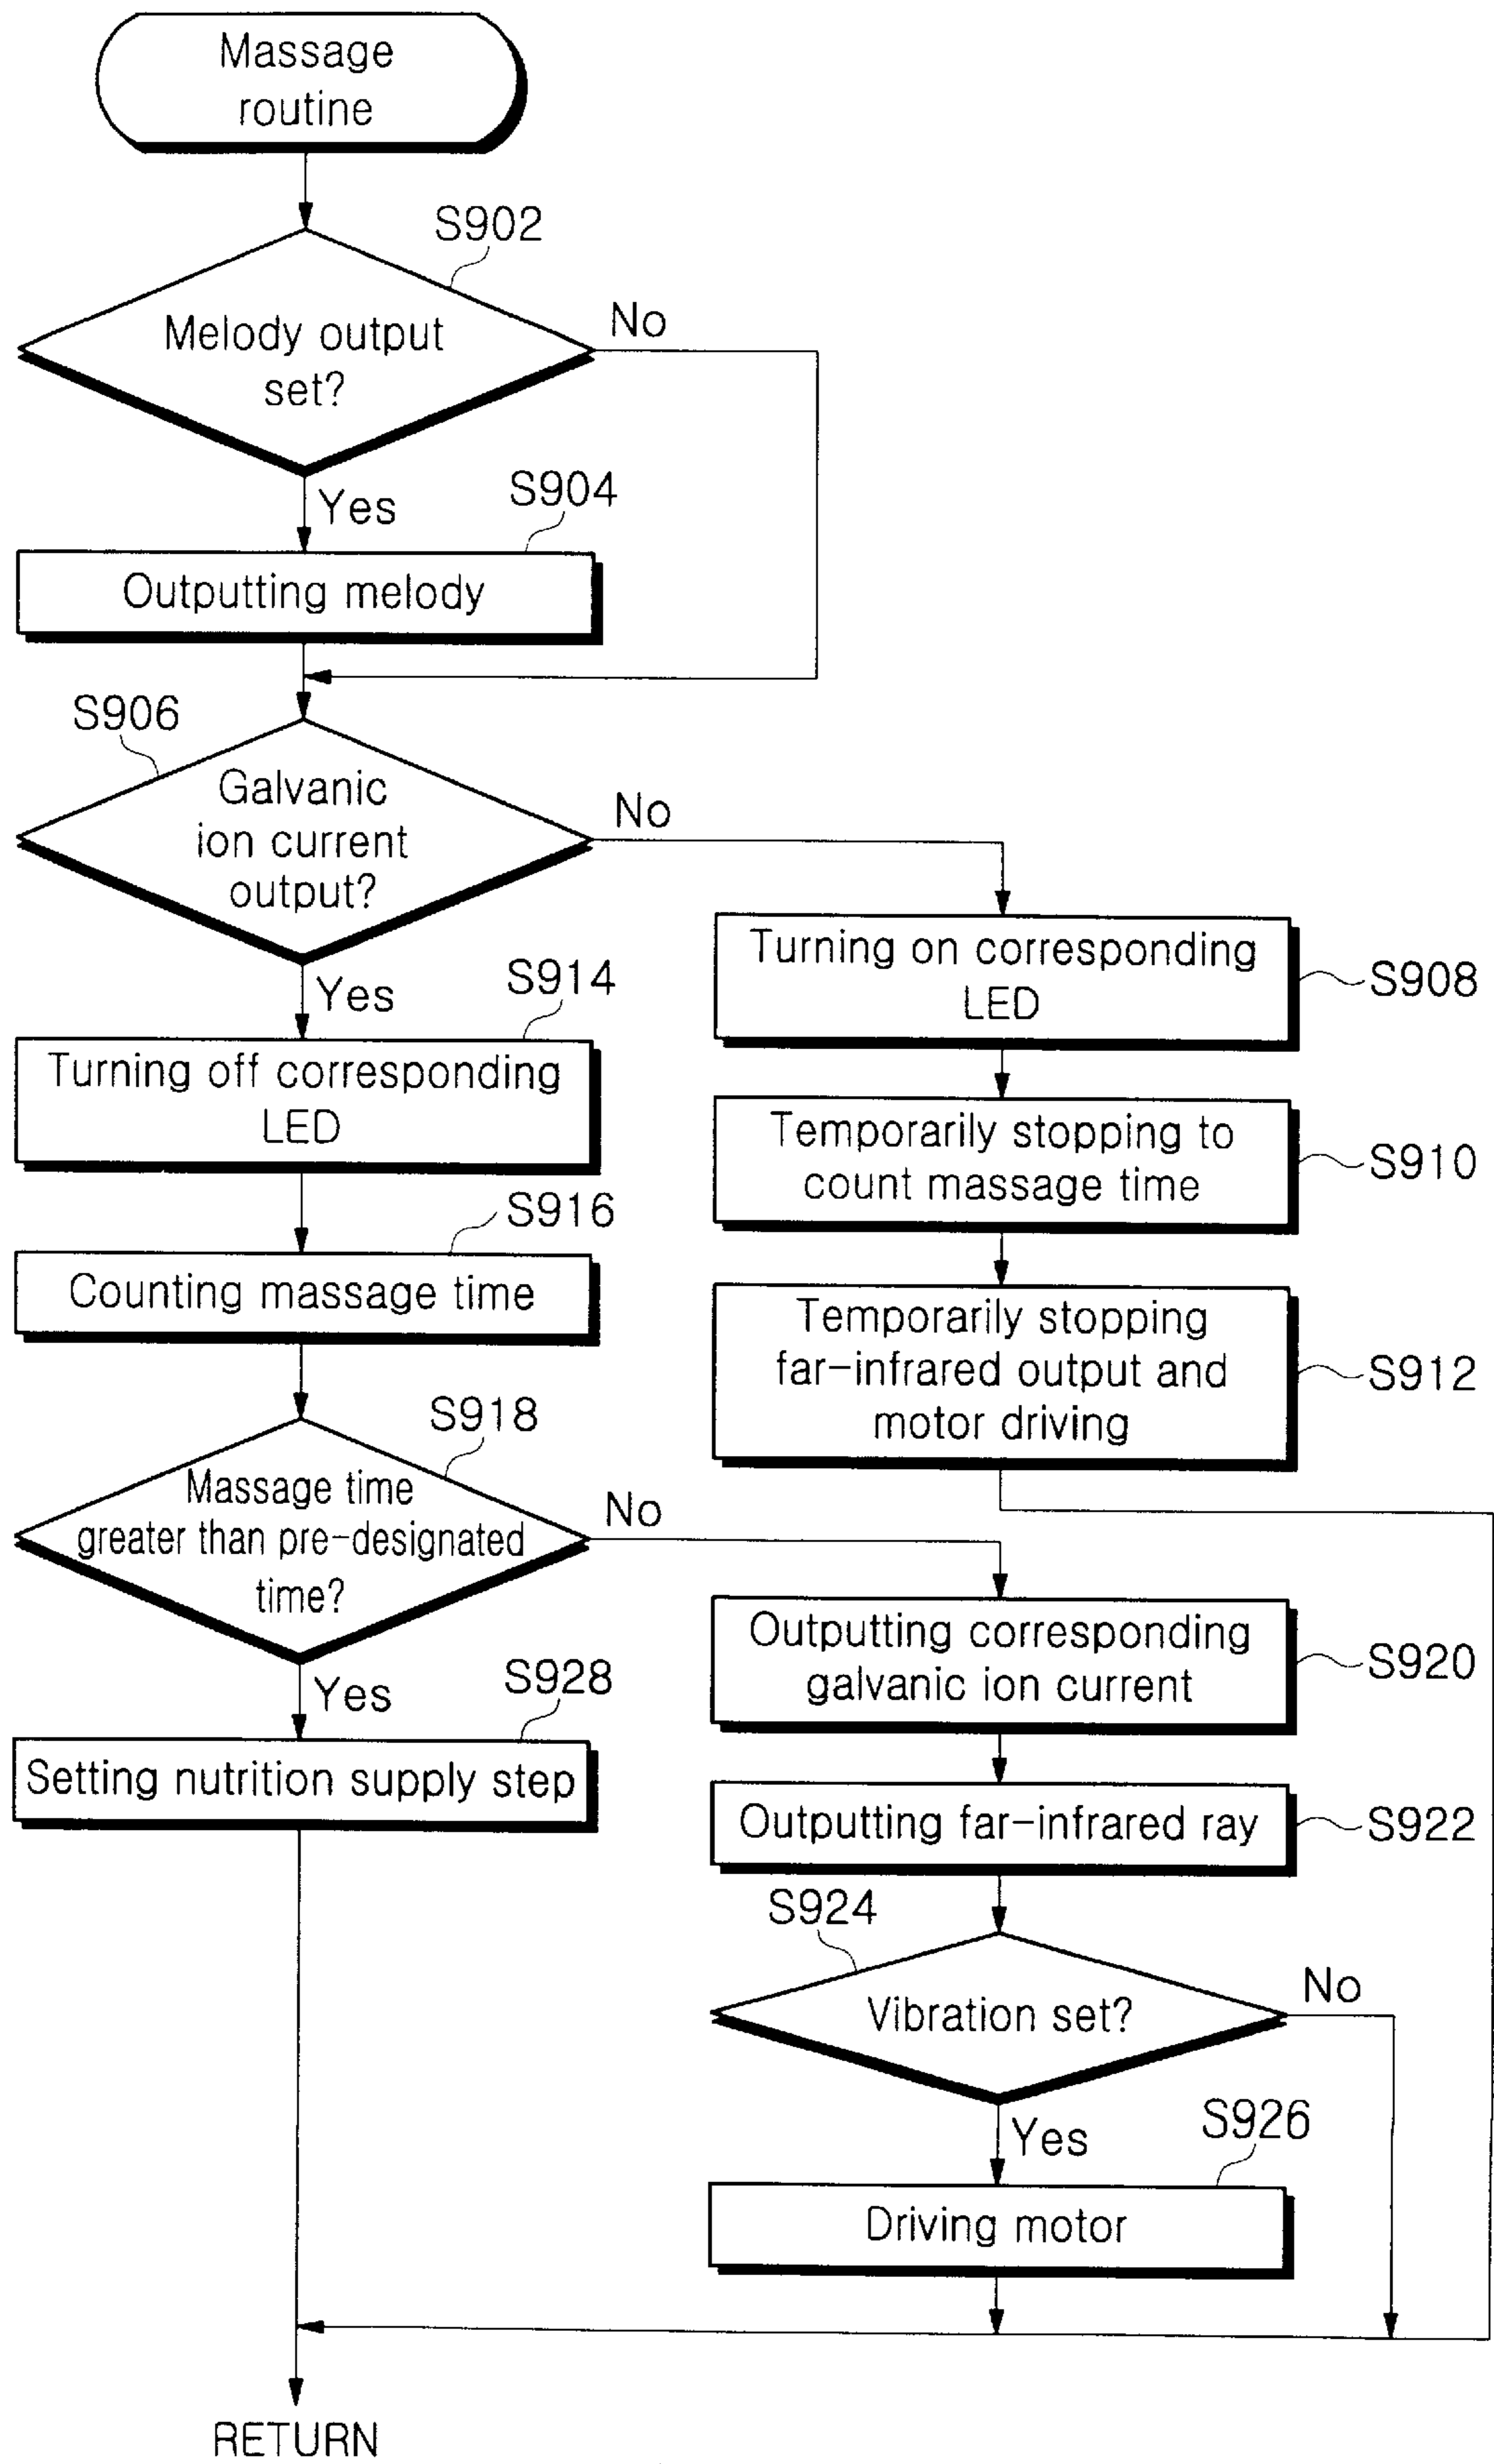 Massage
routine
S902
Melody output
set?
No
Yes
S904
Outputting melody
S906
Galvanic
ion current
output?
No
Yes
Turning on corresponding
LED
S908
S914
Turning off corresponding
LED
Temporarily stopping to
count massage time
S910
S916
Counting massage time
Temporarily stopping
far-infrared output and
motor driving
S912
S918
Massage time
greater than pre-designated
time?
No
Yes
Outputting corresponding
galvanic ion current
S920
S928
Setting nutrition supply step
Outputting far-infrared ray
S922
S924
Vibration set?
No
Yes
S926
Driving motor
RETURN